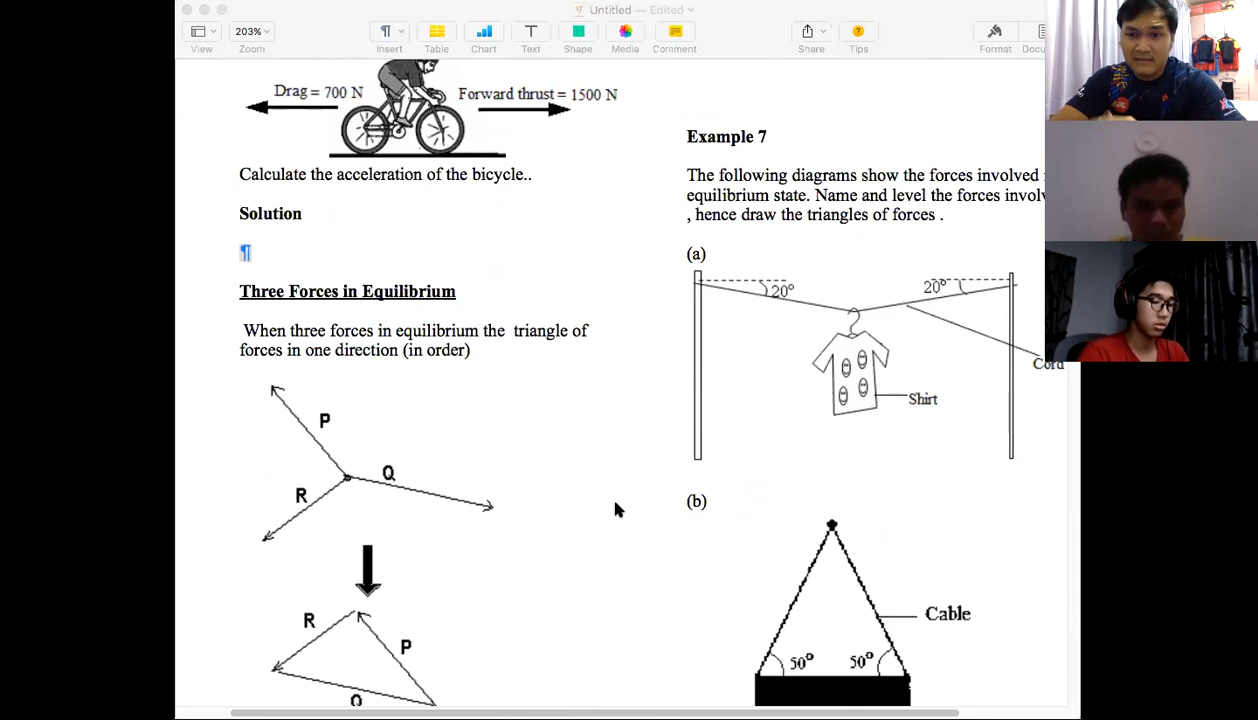 Untitled — Edited
203%
View
Zoom
Insert
Table
Chart
Text
Shape
Media
Comment
Share
Tips
Format
Drag = 700 N
Forward thrust = 1500 N
Calculate the acceleration of the bicycle..
Solution
¶
Three Forces in Equilibrium
When three forces in equilibrium the triangle of
forces in one direction (in order)
P
Q
R
R
P
Q
Example 7
The following diagrams show the forces involved
equilibrium state. Name and level the forces
, hence draw the triangles of forces .
(a)
20°
20°
Cord
Shirt
(b)
Cable
50°
50°